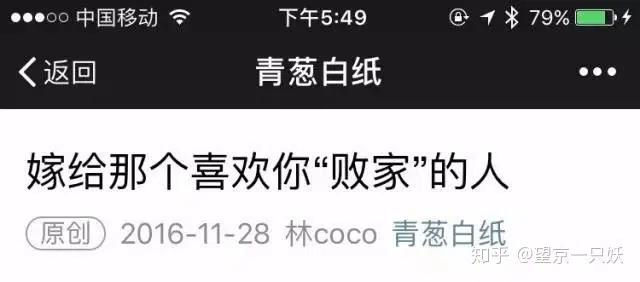 中国移动 下午5:49 79%
返回 青葱白纸
嫁给那个喜欢你“败家”的人
原创 2016-11-28 林coco 青葱白纸
知乎 @望京一只妖